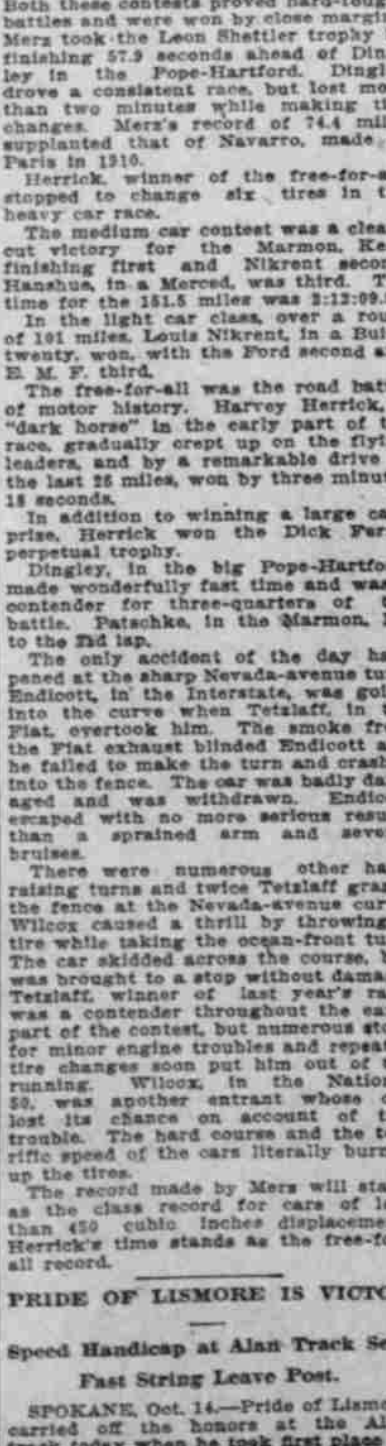 Both these contests proved hard-foug
battles and were won by close margin
Merz took the Leon Shettler trophy
finishing 57.9 seconds ahead of Din
ley in the Pope-Hartford. Dingl
drove a consistent race, but lost mo
than two minutes while making ti
changes. Merz's record of 74.4 mil
supplanted that of Navarro, made
Paris in 1910.
Herrick, winner of the free-for-a
stopped to change six tires in t
heavy car race.
The medium car contest was a clea
cut victory for the Marmon, Ke
finishing first and Nikrent secon
Hanshue, in a Merced, was third. T
time for the 151.5 miles was 2:12:09.
In the light car class, over a rou
of 101 miles, Louis Nikrent, in a Bui
twenty, won, with the Ford second a
E. M. F. third.
The free-for-all was the road batt
of motor history. Harvey Herrick,
"dark horse" in the early part of t
race, gradually crept up on the flyi
leaders, and by a remarkable drive
the last 26 miles, won by three minut
18 seconds.
In addition to winning a large ca
prize, Herrick won the Dick Fer
perpetual trophy.
Dingley, in the big Pope-Hartfo
made wonderfully fast time and was
contender for three-quarters of t
battle. Patschke, in the Marmon,
to the lap.
The only accident of the day ha
pened at the sharp Nevada-avenue tu
Endicott, in the Interstate, was goi
into the curve when Tetzlaff, in t
Fiat, overtook him. The smoke fr
the Fiat exhaust blinded Endicott a
he failed to make the turn and crash
into the fence. The car was badly da
aged and was withdrawn. Endic
escaped with no more serious resu
than a sprained arm and seve
bruises.
There were numerous other ha
raising turns and twice Tetzlaff graz
the fence at the Nevada-avenue cur
Wilcox caused a thrill by throwing
tire while taking the ocean-front tu
The car skidded across the course, b
was brought to a stop without dama
Tetzlaff, winner of last year's ra
was a contender throughout the ea
part of the contest, but numerous sto
for minor engine troubles and repeat
tire changes soon put him out of t
running. Wilcox, in the Nation
50, was another entrant whose c
lost its chance on account of t
trouble. The hard course and the te
rific speed of the cars literally burn
up the tires.
The record made by Merz will sta
as the class record for cars of le
than 450 cubic inches displaceme
Herrick's time stands as the free-fo
all record.
PRIDE OF LISMORE IS VICTO
Speed Handicap at Alan Track Se
Fast String Leave Post.
SPOKANE, Oct. 14.—Pride of Lismo
carried off the honors at the Al
track today when he took first place